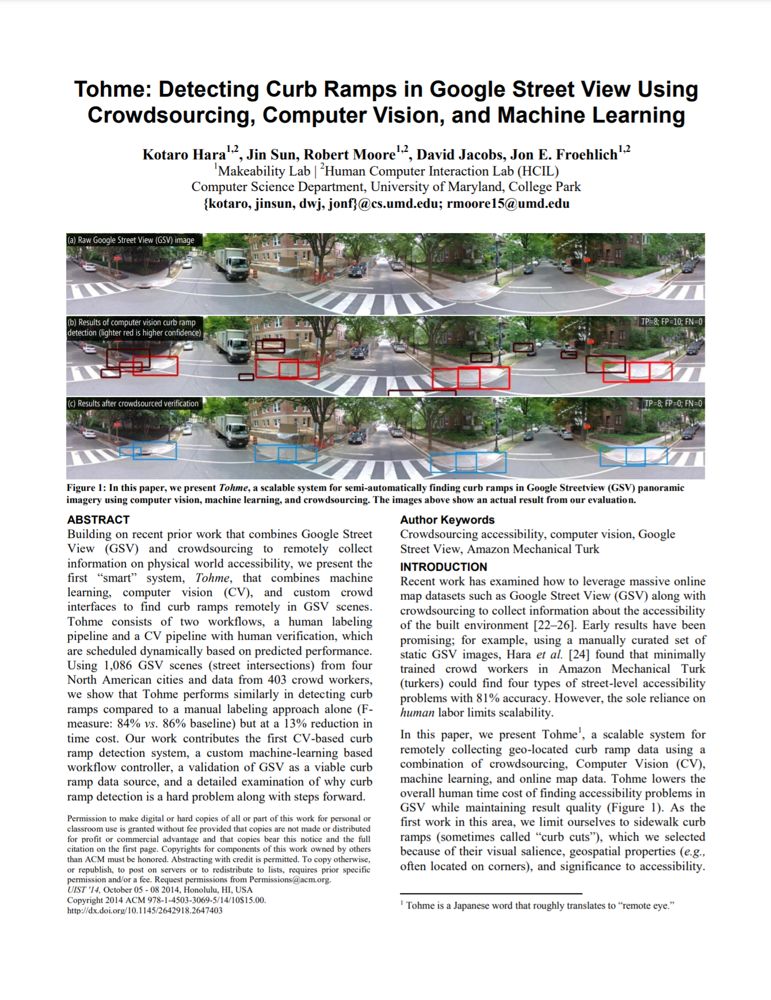 Tohme: Detecting Curb Ramps in Google Street View Using
Crowdsourcing, Computer Vision, and Machine Learning
Kotaro Hara1,2, Jin Sun, Robert Moore1,2, David Jacobs, Jon E. Froehlich1,2
1Makeability Lab | 2Human Computer Interaction Lab (HCIL)
Computer Science Department, University of Maryland, College Park
{kotaro, jinsun, dwj, jonf}@cs.umd.edu; rmoore15@umd.edu
(a) Raw Google Street View (GSV) image
(b) Results of computer vision curb ramp
detection (lighter red is higher confidence)
TP=8; FP=10; FN=0
(c) Results after crowdsourced verification
TP=8; FP=0; FN=0
Figure 1: In this paper, we present Tohme, a scalable system for semi-automatically finding curb ramps in Google Streetview (GSV) panoramic
imagery using computer vision, machine learning, and crowdsourcing. The images above show an actual result from our evaluation.
ABSTRACT
Building on recent prior work that combines Google Street
View (GSV) and crowdsourcing to remotely collect
information on physical world accessibility, we present the
first “smart” system, Tohme, that combines machine
learning, computer vision (CV), and custom crowd
interfaces to find curb ramps remotely in GSV scenes.
Tohme consists of two workflows, a human labeling
pipeline and a CV pipeline with human verification, which
are scheduled dynamically based on predicted performance.
Using 1,086 GSV scenes (street intersections) from four
North American cities and data from 403 crowd workers,
we show that Tohme performs similarly in detecting curb
ramps compared to a manual labeling approach alone (F-
measure: 84% vs. 86% baseline) but at a 13% reduction in
time cost. Our work contributes the first CV-based curb
ramp detection system, a custom machine-learning based
workflow controller, a validation of GSV as a viable curb
ramp data source, and a detailed examination of why curb
ramp detection is a hard problem along with steps forward.
Permission to make digital or hard copies of all or part of this work for personal or
classroom use is granted without fee provided that copies are not made or distributed
for profit or commercial advantage and that copies bear this notice and the full
citation on the first page. Copyrights for components of this work owned by others
than ACM must be honored. Abstracting with credit is permitted. To copy otherwise,
or republish, to post on servers or to redistribute to lists, requires prior specific
permission and/or a fee. Request permissions from Permissions@acm.org.
UIST '14, October 05 - 08 2014, Honolulu, HI, USA
Copyright 2014 ACM 978-1-4503-3069-5/14/10$15.00.
http://dx.doi.org/10.1145/2642918.2647403
Author Keywords
Crowdsourcing accessibility, computer vision, Google
Street View, Amazon Mechanical Turk
INTRODUCTION
Recent work has examined how to leverage massive online
map datasets such as Google Street View (GSV) along with
crowdsourcing to collect information about the accessibility
of the built environment [22–26]. Early results have been
promising; for example, using a manually curated set of
static GSV images, Hara et al. [24] found that minimally
trained crowd workers in Amazon Mechanical Turk
(turkers) could find four types of street-level accessibility
problems with 81% accuracy. However, the sole reliance on
human labor limits scalability.
In this paper, we present Tohme1, a scalable system for
remotely collecting geo-located curb ramp data using a
combination of crowdsourcing, Computer Vision (CV),
machine learning, and online map data. Tohme lowers the
overall human time cost of finding accessibility problems in
GSV while maintaining result quality (Figure 1). As the
first work in this area, we limit ourselves to sidewalk curb
ramps (sometimes called “curb cuts”), which we selected
because of their visual salience, geospatial properties (e.g.,
often located on corners), and significance to accessibility.
1 Tohme is a Japanese word that roughly translates to “remote eye.”